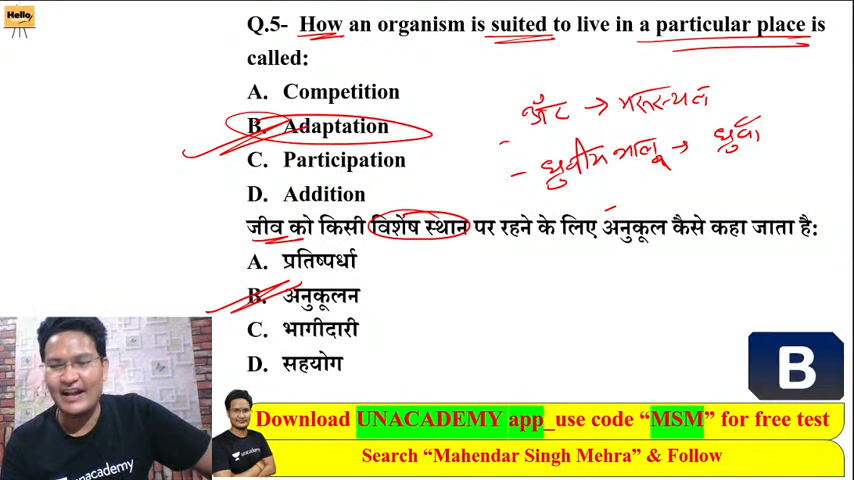 Hello
Q.5- How an organism is suited to live in a particular place is
called:
A. Competition
B. Adaptation
C. Participation
D. Addition
ऊँट → मरुस्थल
- ध्रुवीय भालू → ध्रुवों
जीव को किसी विशेष स्थान पर रहने के लिए अनुकूल कैसे कहा जाता है:
A. प्रतिष्पर्धा
B. अनुकूलन
C. भागीदारी
D. सहयोग
B
unacademy
Download UNACADEMY app_use code “MSM” for free test
Search “Mahendar Singh Mehra” & Follow